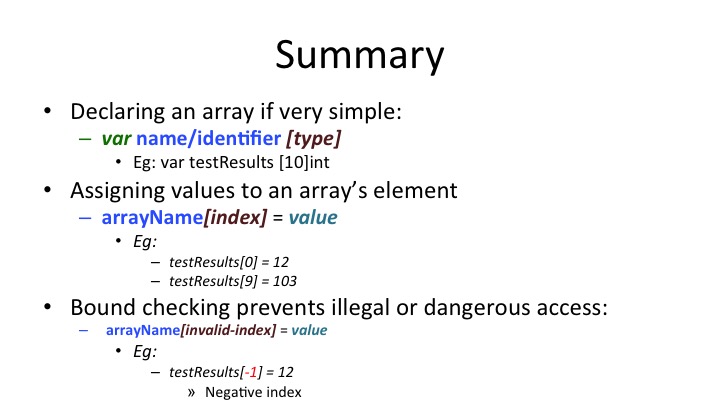 Summary
• Declaring an array if very simple:
– var name/identifier [type]
• Eg: var testResults [10]int
• Assigning values to an array’s element
– arrayName[index] = value
• Eg:
– testResults[0] = 12
– testResults[9] = 103
• Bound checking prevents illegal or dangerous access:
– arrayName[invalid-index] = value
• Eg:
– testResults[-1] = 12
» Negative index